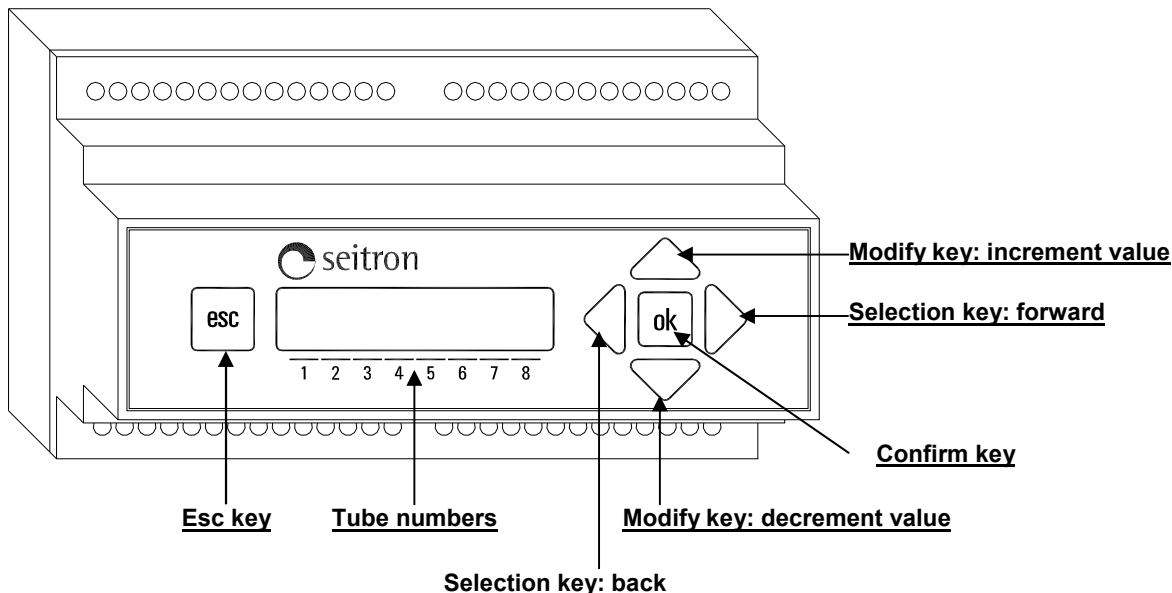 seitron
Modify key: increment value
esc
ok
Selection key: forward
1 2 3 4 5 6 7 8
Confirm key
Esc key
Tube numbers
Modify key: decrement value
Selection key: back